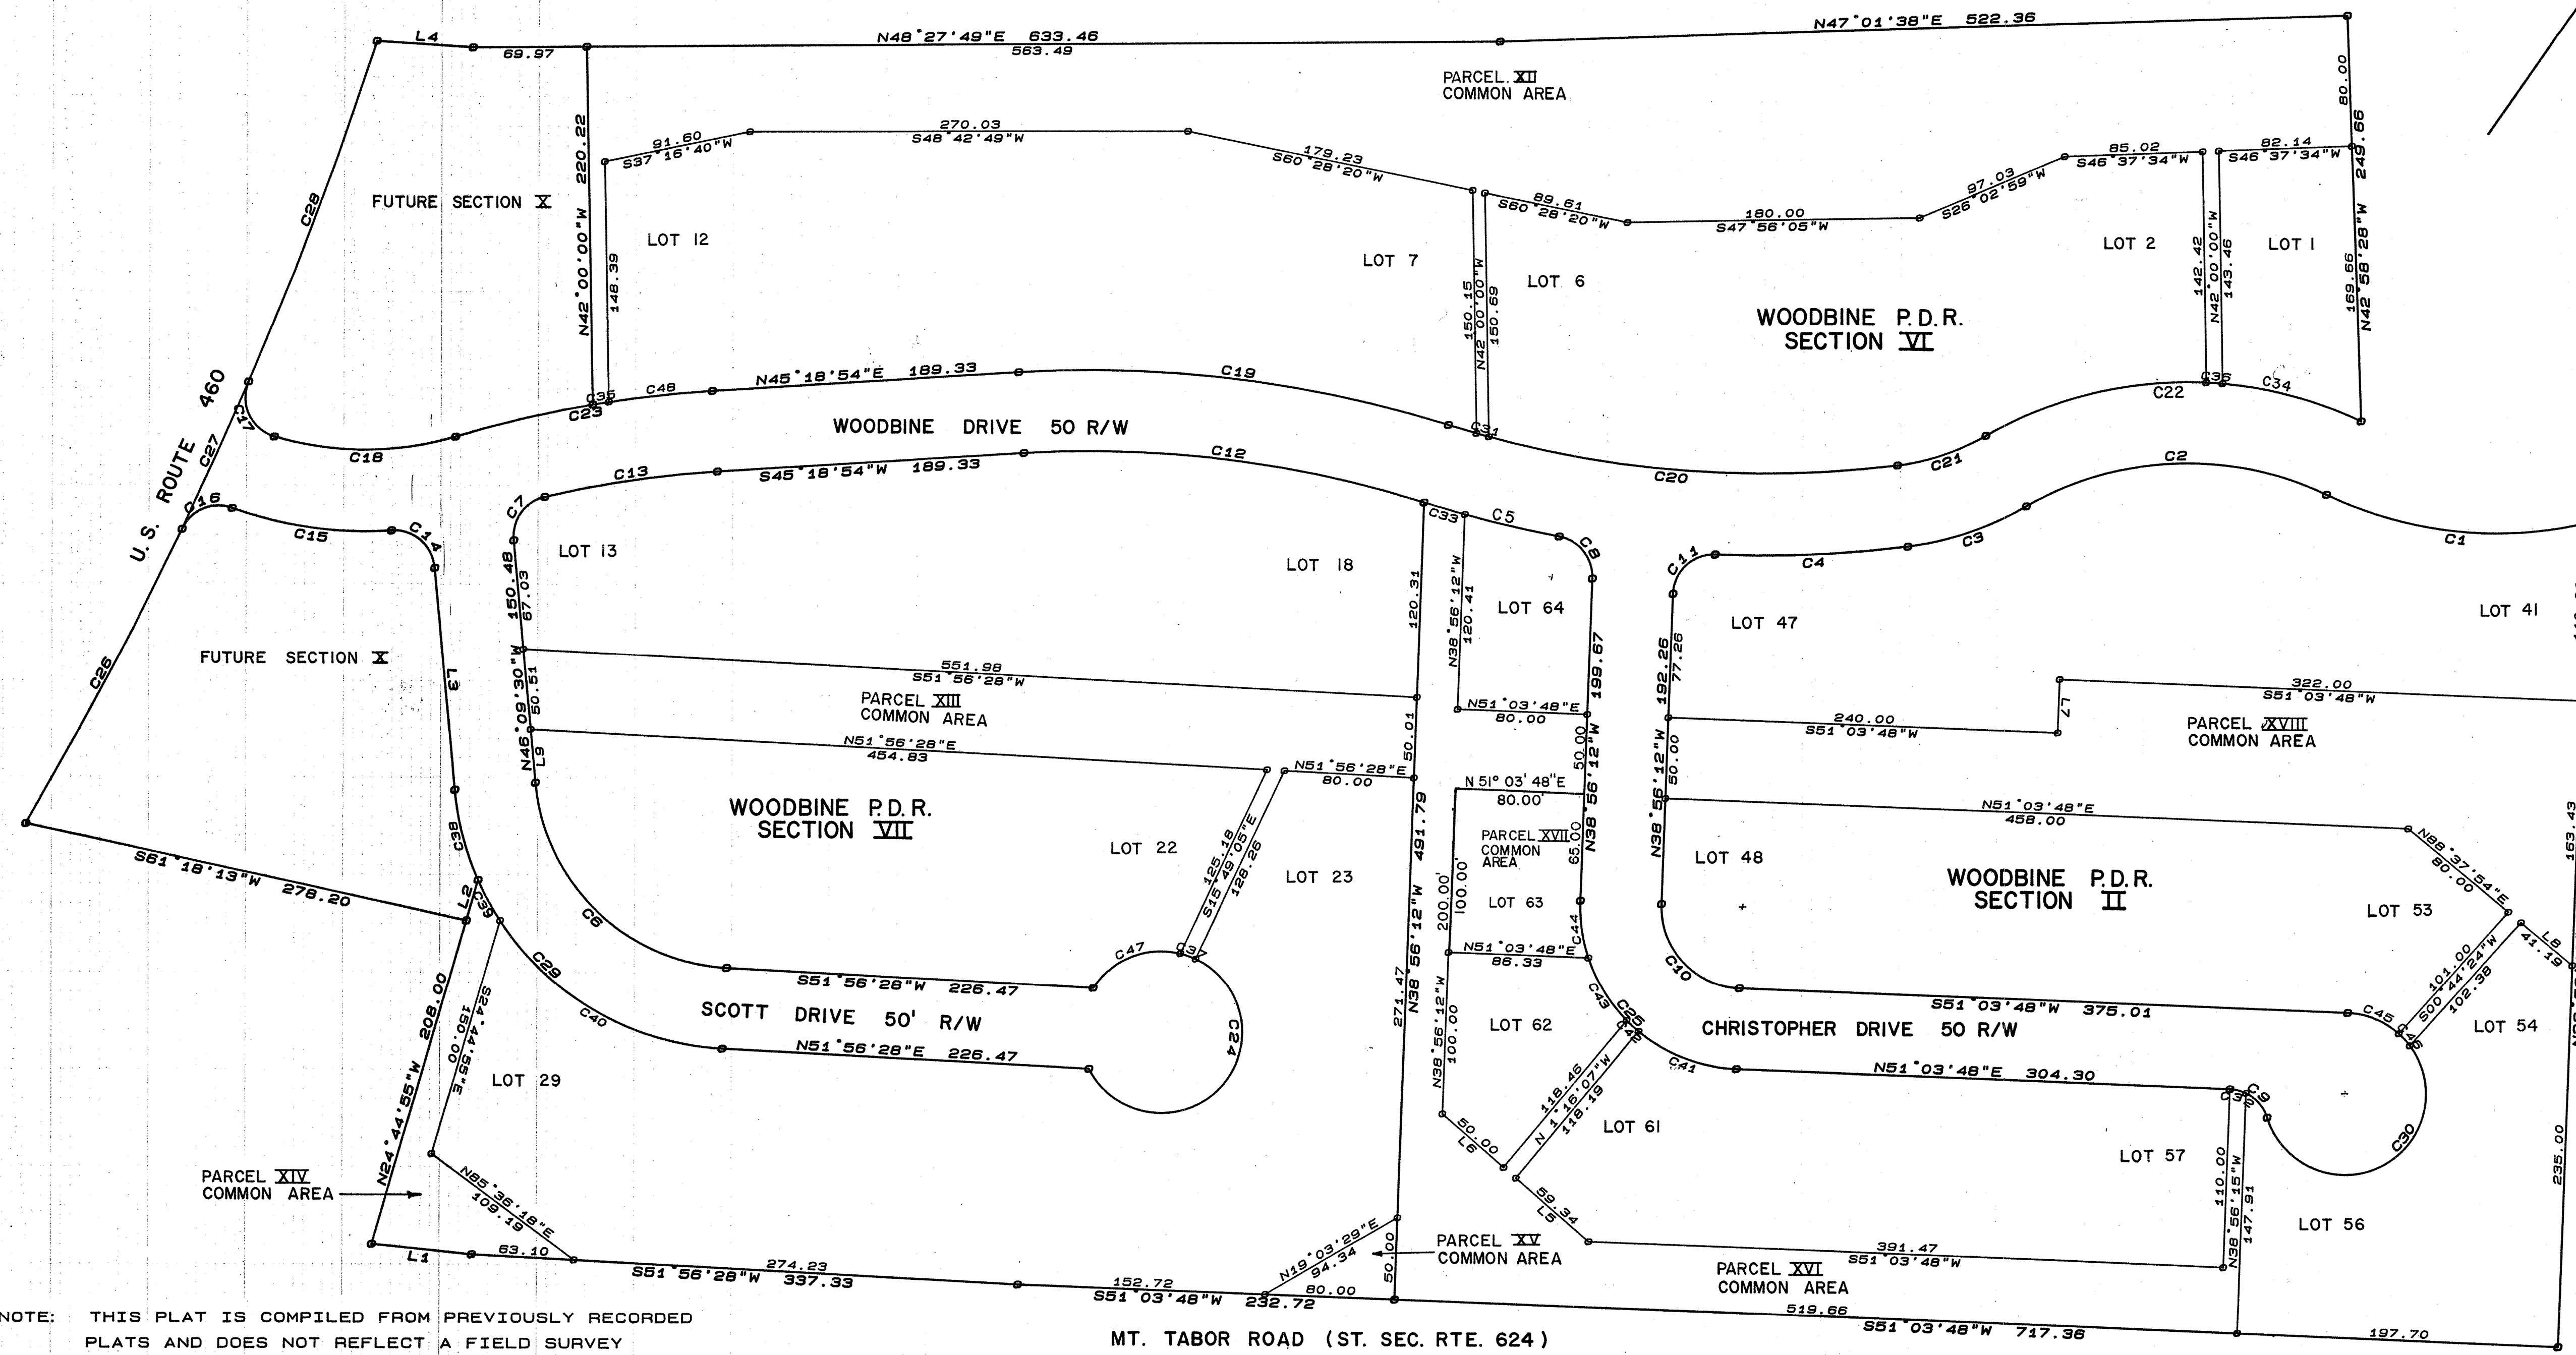 N47°01'38"E 522.36
N48°27'49"E 633.46
563.49
L4
69.97
PARCEL XII
COMMON AREA
80.00
249.66
N42°58'28"W
169.66
220.22
N42°00'00"W
91.60
S37°16'40"W
270.03
S48°42'49"W
179.23
S60°28'20"W
89.61
S60°28'20"W
180.00
S47°56'05"W
97.03
S26°02'59"W
85.02
S46°37'34"W
82.14
S46°37'34"W
C28
FUTURE SECTION X
LOT 12
148.39
LOT 7
150.15
N42°00'00"W
150.69
LOT 6
LOT 2
142.42
N42°00'00"W
143.46
LOT 1
WOODBINE P.D.R.
SECTION VI
U.S. ROUTE 460
C27
C17
C18
C23
C35
C48
N45°18'54"E 189.33
C19
C31
C20
C21
C22
C36
C34
WOODBINE DRIVE 50 R/W
C16
C15
C14
C7
C13
S45°18'54"W 189.33
C12
C33
C5
C8
C11
C4
C3
C2
C1
LOT 13
LOT 18
LOT 64
LOT 47
LOT 41
150.48
67.03
N46°09'30"W
50.51
L9
120.31
N38°56'12"W
120.41
199.67
192.26
77.26
551.98
S51°56'28"W
PARCEL XIII
COMMON AREA
N51°56'28"E
454.83
50.01
N51°56'28"E
80.00
N51°03'48"E
80.00
50.00
N38°56'12"W
50.00
N38°56'12"W
240.00
S51°03'48"W
L7
322.00
S51°03'48"W
PARCEL XVIII
COMMON AREA
FUTURE SECTION X
C26
L3
C38
S61°18'13"W 278.20
L2
C39
WOODBINE P.D.R.
SECTION VII
LOT 22
125.18
S15°49'05"E
128.26
LOT 23
491.79
N38°56'12"W
271.47
N 51° 03' 48"E
80.00'
PARCEL XVII
COMMON
AREA
65.00
200.00'
100.00'
LOT 63
C44
N51°03'48"E
86.33
LOT 48
N51°03'48"E
458.00
WOODBINE P.D.R.
SECTION II
N88°37'54"E
80.00
LOT 53
L8
41.19
163.43
101.00
S00°44'24"W
102.38
LOT 54
C6
C29
C40
C47
C37
C24
S51°56'28"W 226.47
SCOTT DRIVE 50' R/W
N51°56'28"E 226.47
N24°44'55"W 208.00
S24°44'55"E
150.00
LOT 29
PARCEL XIV
COMMON AREA
N85°36'18"E
109.19
C43
C25
C42
C41
C10
LOT 62
N38°56'12"W
100.00
50.00
L6
118.46
N 1°16'07"W
118.19
LOT 61
59.34
L5
S51°03'48"W 375.01
CHRISTOPHER DRIVE 50 R/W
N51°03'48"E 304.30
C45
C46
C32
C9
C30
LOT 57
110.00
N38°56'15"W
147.91
LOT 56
235.00
391.47
S51°03'48"W
PARCEL XVI
COMMON AREA
L1
63.10
274.23
S51°56'28"W 337.33
152.72
S51°03'48"W 232.72
80.00
N19°03'29"E
94.34
50.00
PARCEL XV
COMMON AREA
519.66
S51°03'48"W 717.36
197.70
NOTE: THIS PLAT IS COMPILED FROM PREVIOUSLY RECORDED
PLATS AND DOES NOT REFLECT A FIELD SURVEY
MT. TABOR ROAD (ST. SEC. RTE. 624)